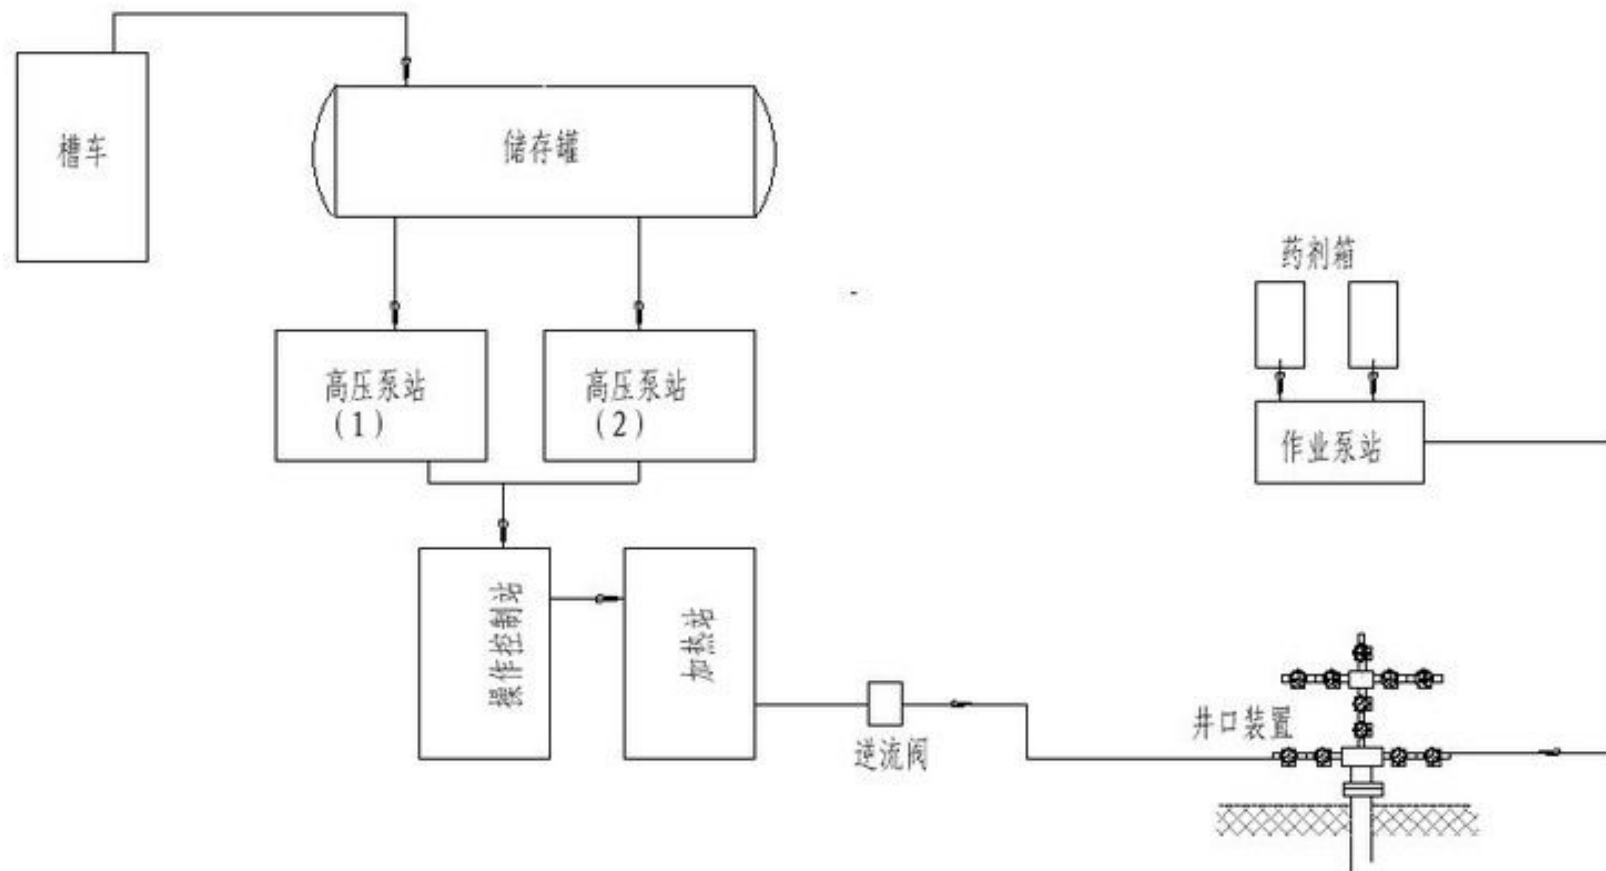 槽车
储存罐
药剂箱
高压泵站
(1)
高压泵站
(2)
作业泵站
操作控制站
加热站
井口装置
逆流阀